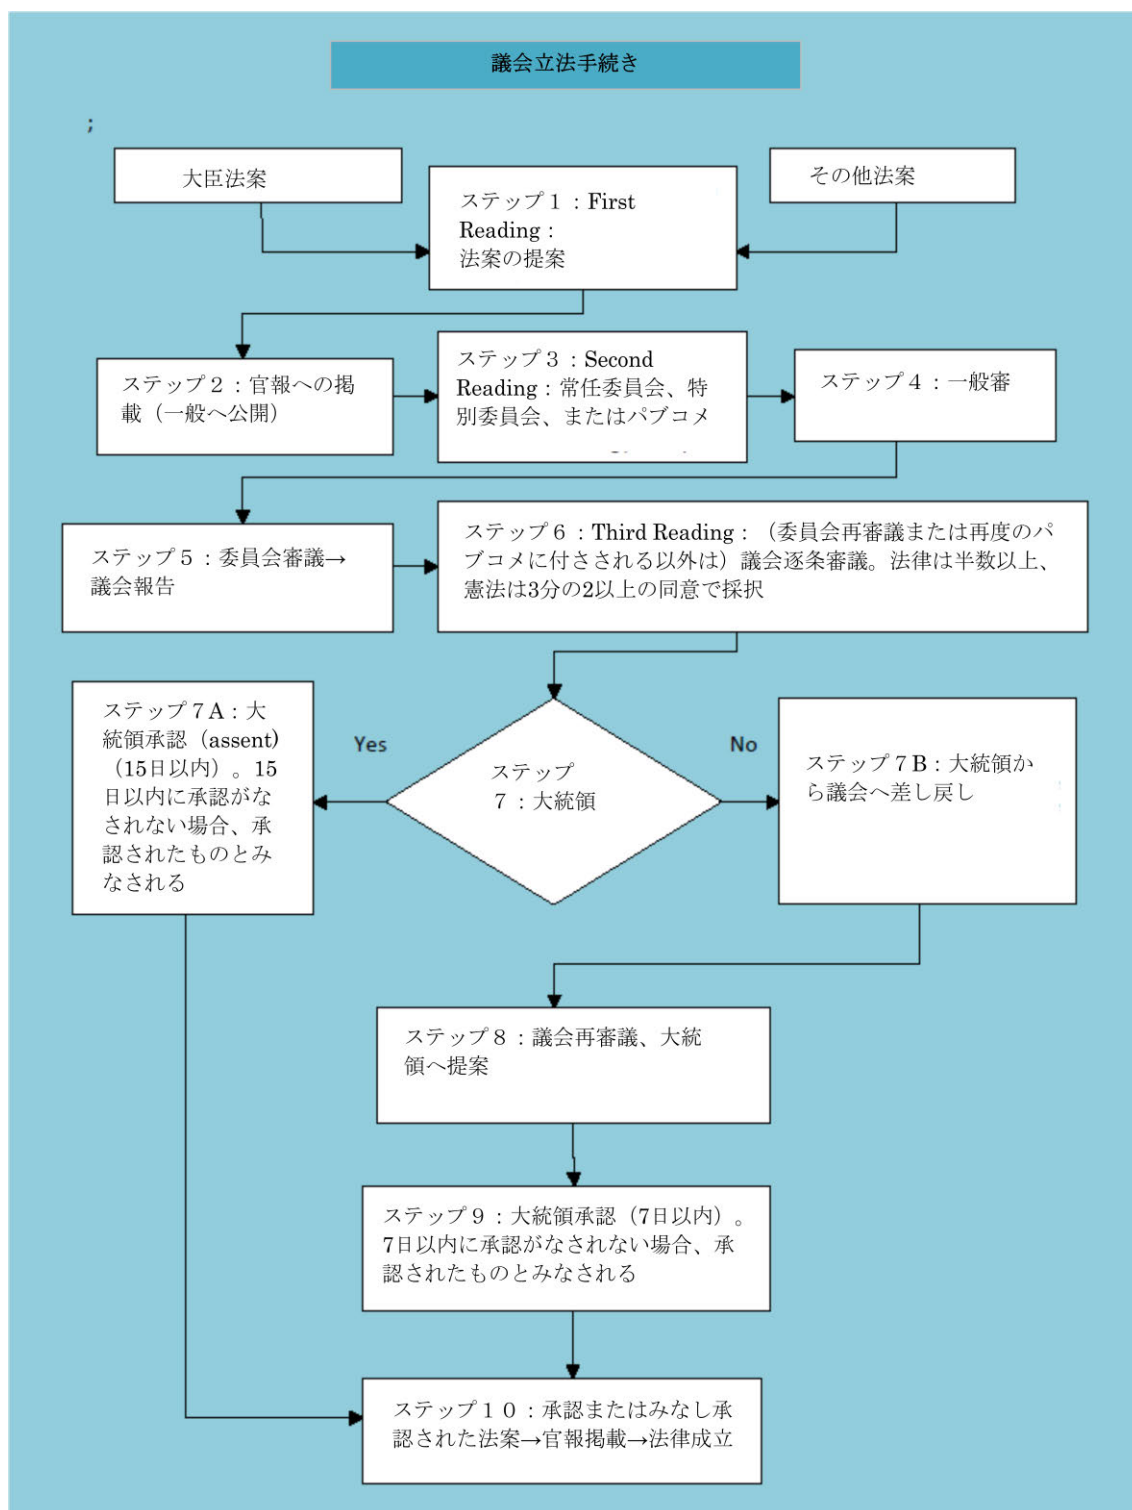 議会立法手続き
;
大臣法案
その他法案
ステップ１：First
Reading：
法案の提案
ステップ２：官報への掲
載（一般へ公開）
ステップ３：Second
Reading：常任委員会、特
別委員会、またはパブコメ
ステップ４：一般審
ステップ５：委員会審議→
議会報告
ステップ６：Third Reading：（委員会再審議または再度のパ
ブコメに付さされる以外は）議会逐条審議。法律は半数以上、
憲法は3分の2以上の同意で採択
ステップ７A：大
統領承認（assent)
（15日以内）。15
日以内に承認がな
されない場合、承
認されたものとみ
なされる
Yes
ステップ
７：大統領
No
ステップ７B：大統領か
ら議会へ差し戻し
ステップ８：議会再審議、大統
領へ提案
ステップ９：大統領承認（7日以内）。
7日以内に承認がなされない場合、承
認されたものとみなされる
ステップ１０：承認またはみなし承
認された法案→官報掲載→法律成立